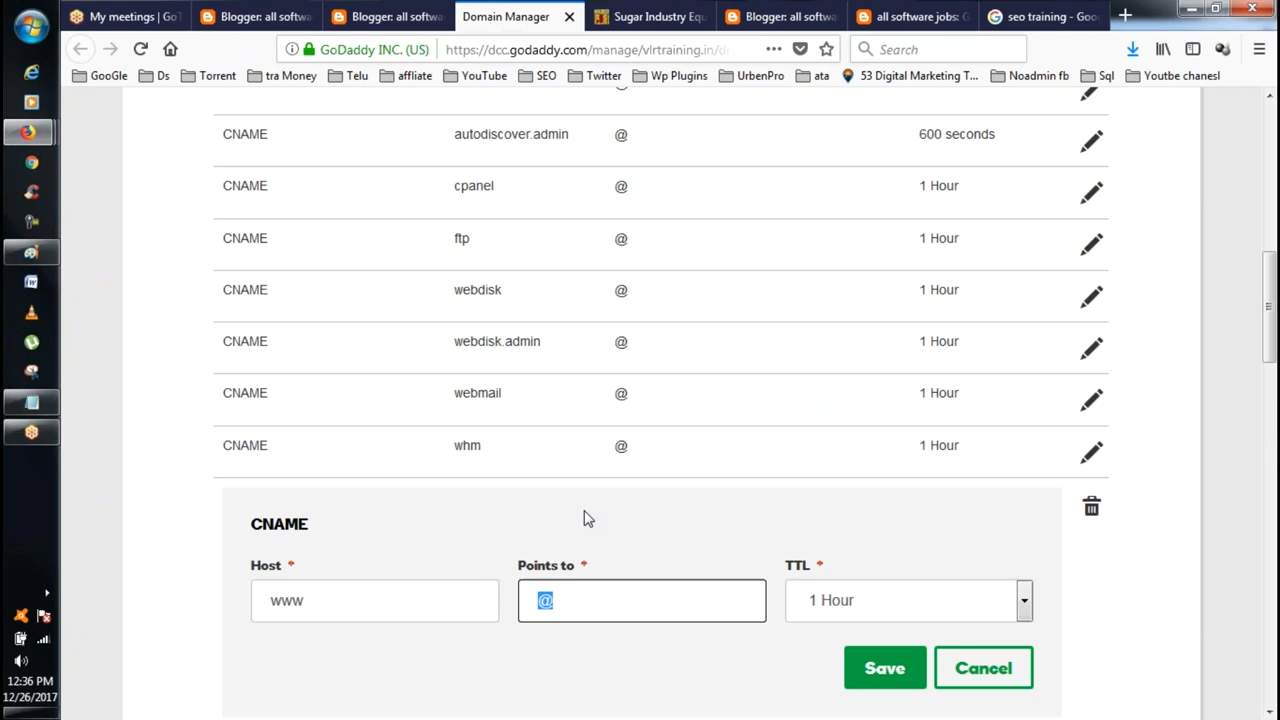 My meetings | GoT
Blogger: all softwa
Blogger: all softwa
Domain Manager
Sugar Industry Equ
Blogger: all softwa
all software jobs: G
seo training - Goo
GoDaddy INC. (US)
https://dcc.godaddy.com/manage/vlrtraining.in/d
Search
GooGle
Ds
Torrent
tra Money
Telu
affliate
YouTube
SEO
Twitter
Wp Plugins
UrbenPro
ata
53 Digital Marketing T...
Noadmin fb
Sql
Youtbe chanesl
@
CNAME autodiscover.admin @ 600 seconds
CNAME cpanel @ 1 Hour
CNAME ftp @ 1 Hour
CNAME webdisk @ 1 Hour
CNAME webdisk.admin @ 1 Hour
CNAME webmail @ 1 Hour
CNAME whm @ 1 Hour
CNAME
Host * Points to * TTL *
www @ 1 Hour
Save Cancel
12:36 PM
12/26/2017